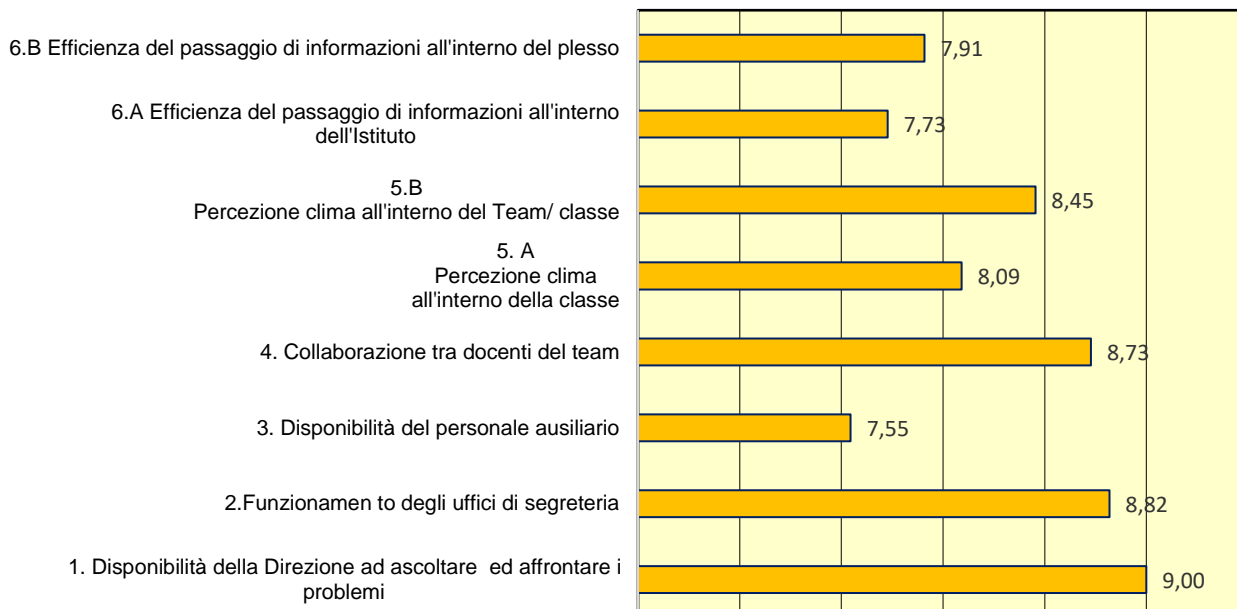 6.B Efficienza del passaggio di informazioni all'interno del plesso
7,91
6.A Efficienza del passaggio di informazioni all'interno
dell'Istituto
7,73
5.B
Percezione clima all'interno del Team/ classe
8,45
5. A
Percezione clima
all'interno della classe
8,09
4. Collaborazione tra docenti del team
8,73
3. Disponibilità del personale ausiliario
7,55
2.Funzionamen to degli uffici di segreteria
8,82
1. Disponibilità della Direzione ad ascoltare  ed affrontare i
problemi
9,00